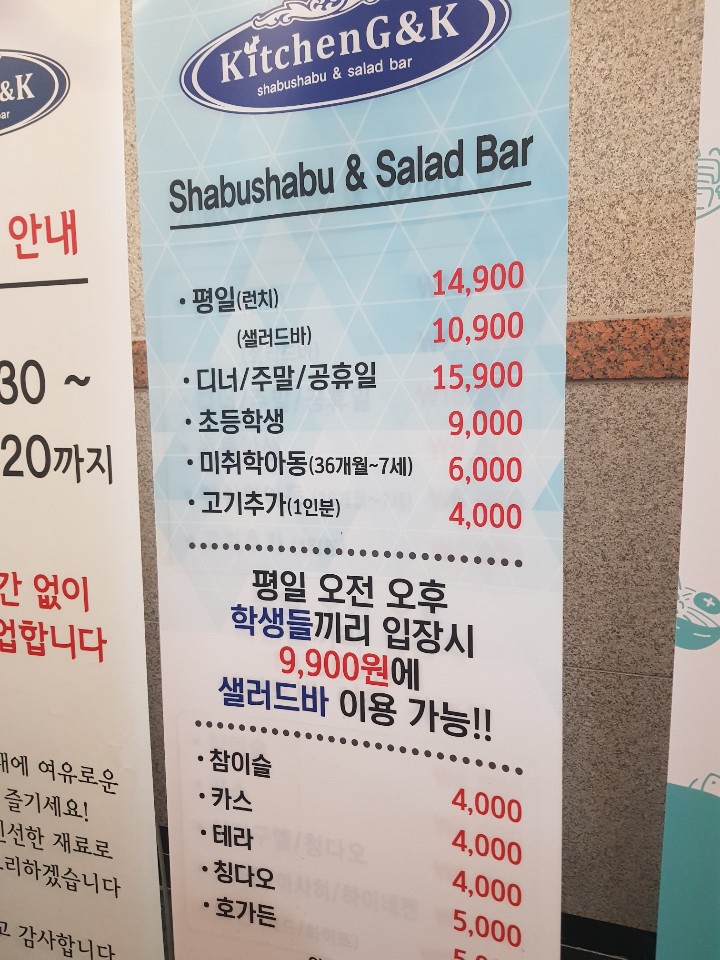 KitchenG&K
shabushabu & salad bar
Shabushabu & Salad Bar
· 평일(런치) 14,900
(샐러드바) 10,900
· 디너/주말/공휴일 15,900
· 초등학생 9,000
· 미취학아동(36개월~7세) 6,000
· 고기추가(1인분) 4,000
평일 오전 오후
학생들끼리 입장시
9,900원에
샐러드바 이용 가능!!
· 참이슬 4,000
· 카스 4,000
· 테라 4,000
· 칭다오 5,000
· 호가든
&K
bar
안내
30 ~
20까지
간 없이
업합니다
대에 여유로운
즐기세요!
신선한 재료로
리하겠습니다
고 감사합니다